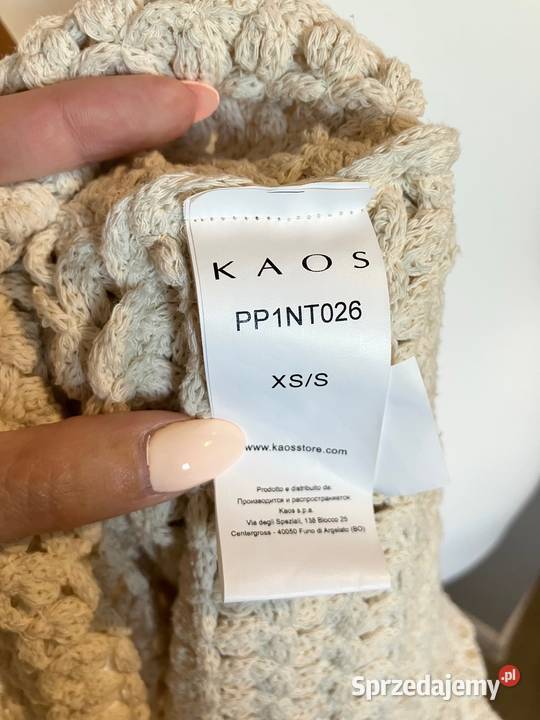 KAOS
PP1NT026
XS/S
www.kaosstore.com
Prodotto e distribuito da:
Производится и распространяется:
Kaos s.p.a.
Via degli Speziali, 138 Blocco 25
Centergross - 40050 Funo di Argelato (BO)
Sprzedajemy.pl